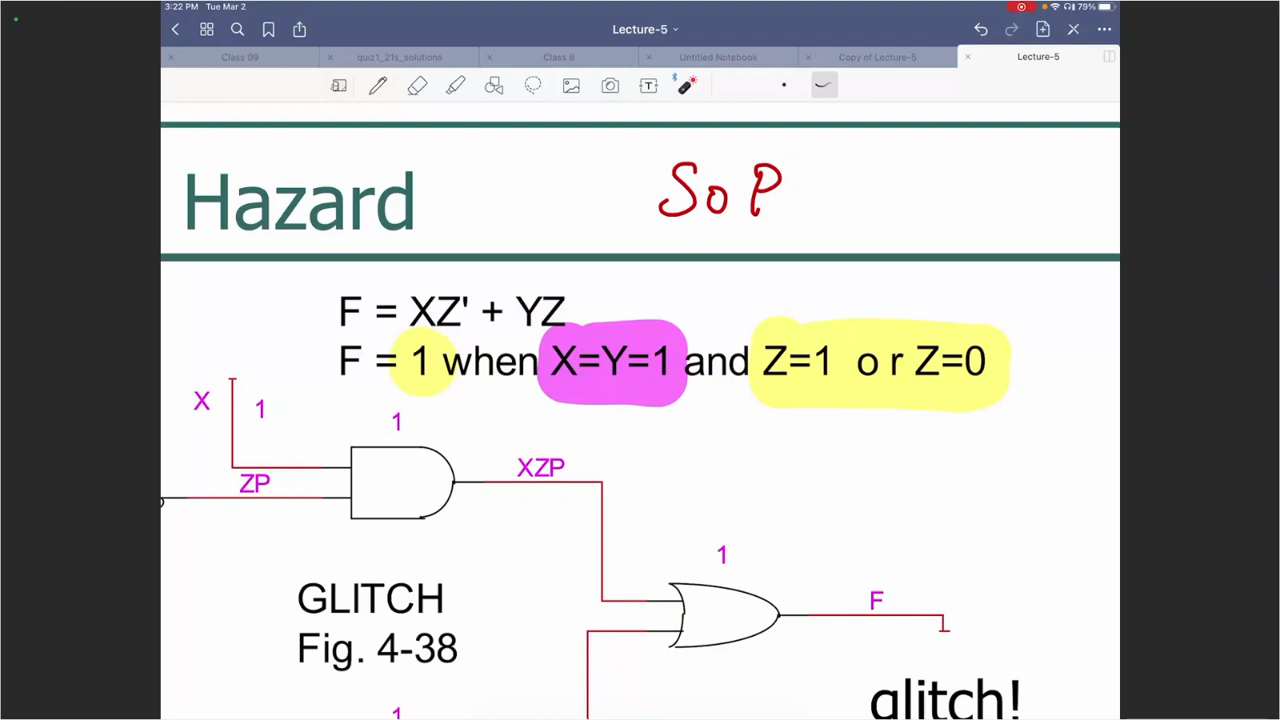 3:22 PM Tue Mar 2
79%
Lecture-5
Class 09
quiz1_21s_solutions
Class 8
Untitled Notebook
Copy of Lecture-5
Lecture-5
T
Hazard
SoP
F = XZ' + YZ
F = 1 when X=Y=1 and Z=1 o r Z=0
X
1
1
ZP
XZP
1
F
GLITCH
Fig. 4-38
glitch!
1